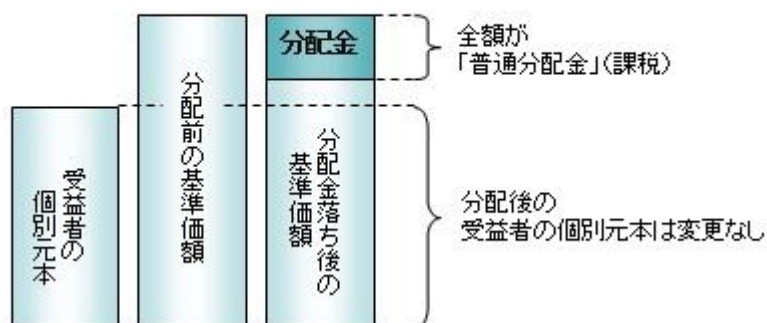 受益者の
個別元本
分配前の基準価額
分配金
分配金落ち後の
基準価額
全額が
「普通分配金」(課税)
分配後の
受益者の個別元本は変更なし